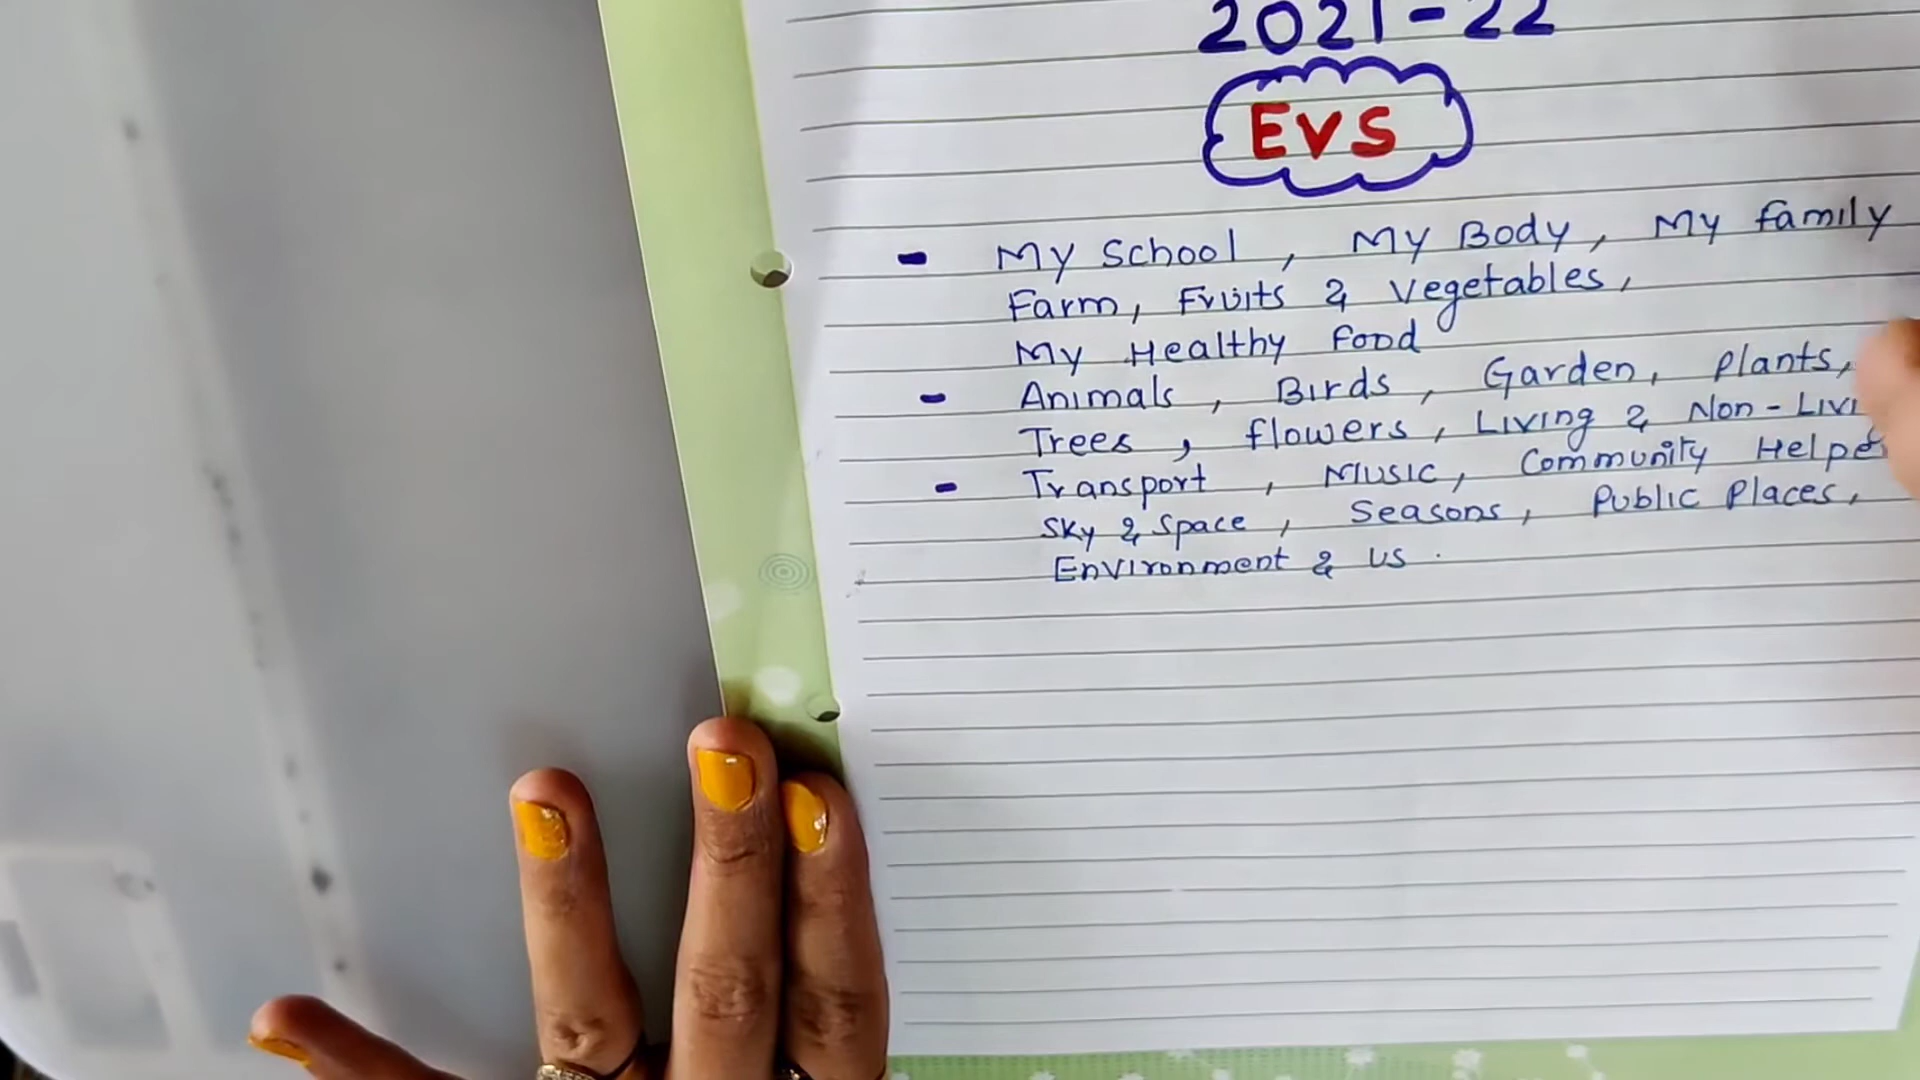 2021-22
EVS
- My School, My Body, My family
Farm, Fruits & Vegetables,
My Healthy Food
- Animals, Birds, Garden, Plants,
Trees, flowers, Living &
- Transport, Music, Community
Sky & Space, Seasons, Public Places,
Environment & us.